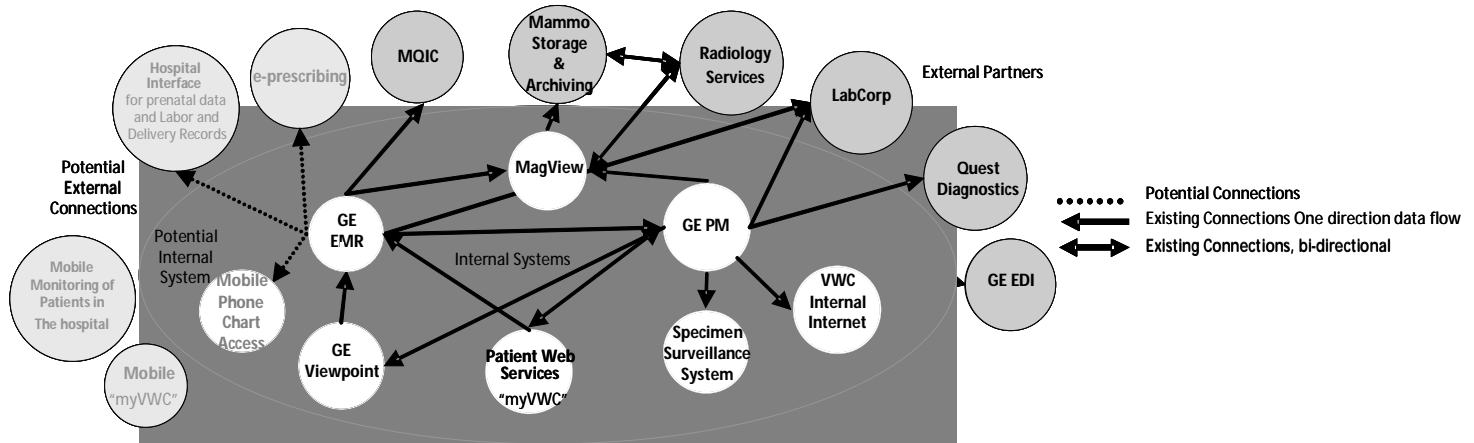 Hospital
Interface
for prenatal data
and Labor and
Delivery Records
e-prescribing
MQIC
Mammo
Storage
&
Archiving
Radiology
Services
LabCorp
External Partners
Potential
External
Connections
MagView
Quest
Diagnostics
Potential Connections
Existing Connections One direction data flow
Existing Connections, bi-directional
GE
EMR
GE PM
Potential
Internal
System
Internal Systems
Mobile
Monitoring of
Patients in
The hospital
Mobile
Phone
Chart
Access
VWC
Internal
Internet
GE EDI
GE
Viewpoint
Patient Web
Services
"myVWC"
Specimen
Surveillance
System
Mobile
"myVWC"